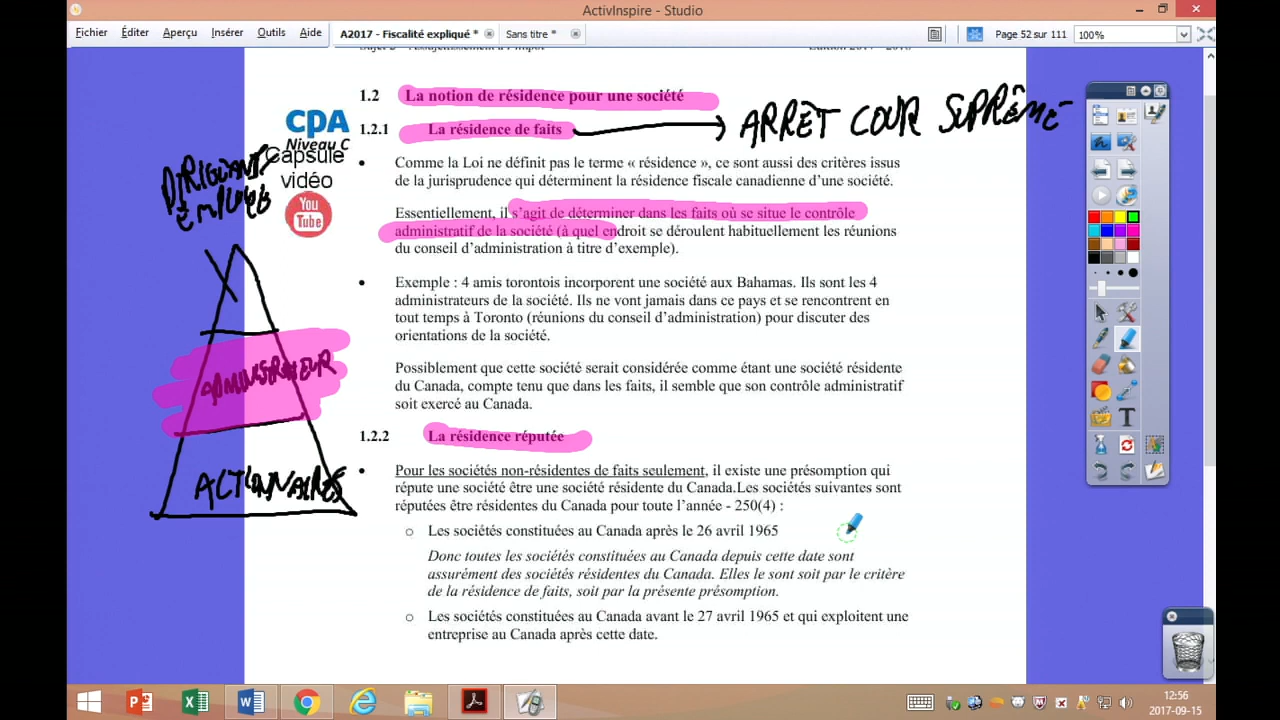 ActivInspire - Studio
Fichier Éditer Aperçu Insérer Outils Aide
A2017 - Fiscalité expliqué *
Sans titre *
Page 52 sur 111
100%
1.2 La notion de résidence pour une société
CPA
Niveau C
Capsule
vidéo
You
Tube
1.2.1 La résidence de faits
ARRÊT COUR SUPRÊME
• Comme la Loi ne définit pas le terme « résidence », ce sont aussi des critères issus
de la jurisprudence qui déterminent la résidence fiscale canadienne d’une société.
Essentiellement, il s’agit de déterminer dans les faits où se situe le contrôle
administratif de la société (à quel endroit se déroulent habituellement les réunions
du conseil d’administration à titre d’exemple).
• Exemple : 4 amis torontois incorporent une société aux Bahamas. Ils sont les 4
administrateurs de la société. Ils ne vont jamais dans ce pays et se rencontrent en
tout temps à Toronto (réunions du conseil d’administration) pour discuter des
orientations de la société.
Possiblement que cette société serait considérée comme étant une société résidente
du Canada, compte tenu que dans les faits, il semble que son contrôle administratif
soit exercé au Canada.
1.2.2 La résidence réputée
• Pour les sociétés non-résidentes de faits seulement, il existe une présomption qui
répute une société être une société résidente du Canada.Les sociétés suivantes sont
réputées être résidentes du Canada pour toute l’année - 250(4) :
o Les sociétés constituées au Canada après le 26 avril 1965
Donc toutes les sociétés constituées au Canada depuis cette date sont
assurément des sociétés résidentes du Canada. Elles le sont soit par le critère
de la résidence de faits, soit par la présente présomption.
o Les sociétés constituées au Canada avant le 27 avril 1965 et qui exploitent une
entreprise au Canada après cette date.
ACTIONNAIRES
12:56
2017-09-15